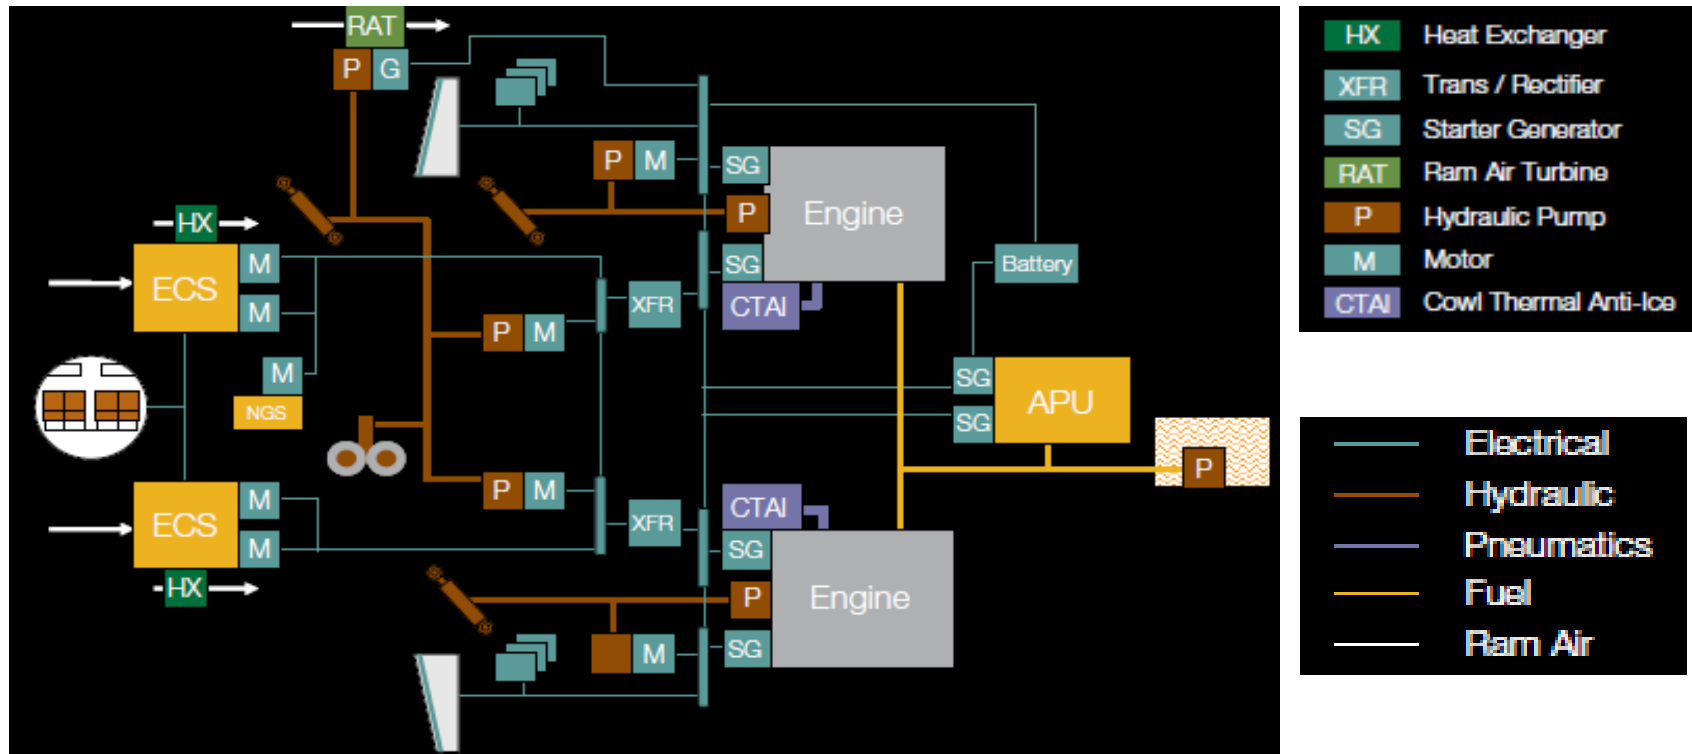 RAT
P G
P M
SG
P
Engine
HX
ECS
M
M
SG
Battery
XFR
CTAI
P M
M
NGS
SG
APU
SG
P
P M
CTAI
ECS
M
M
XFR
SG
HX
P
Engine
M
SG
HX Heat Exchanger
XFR Trans / Rectifier
SG Starter Generator
RAT Ram Air Turbine
P Hydraulic Pump
M Motor
CTAI Cowl Thermal Anti-Ice
Electrical
Hydraulic
Pneumatics
Fuel
Ram Air